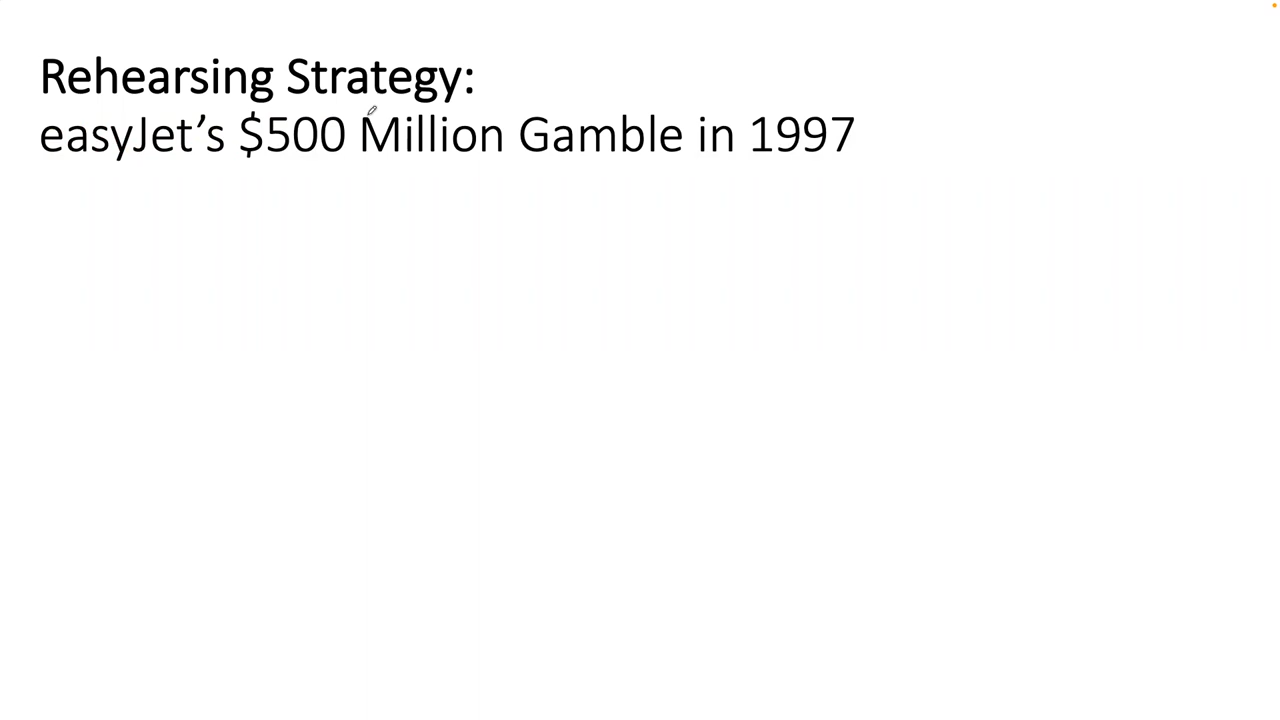 Rehearsing Strategy:
easyJet’s $500 Million Gamble in 1997